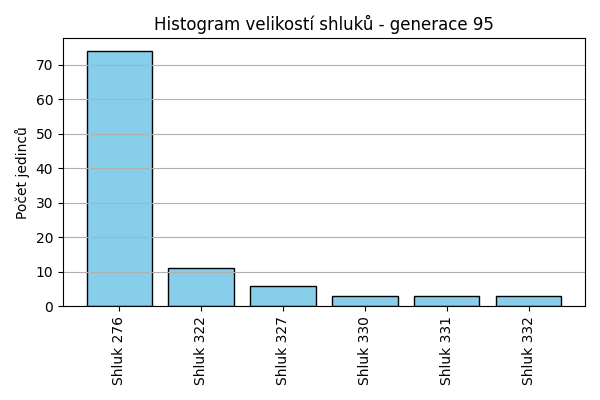 Histogram velikostí shluků - generace 95
Počet jedinců
70
60
50
40
30
20
10
0
Shluk 276
Shluk 322
Shluk 327
Shluk 330
Shluk 331
Shluk 332